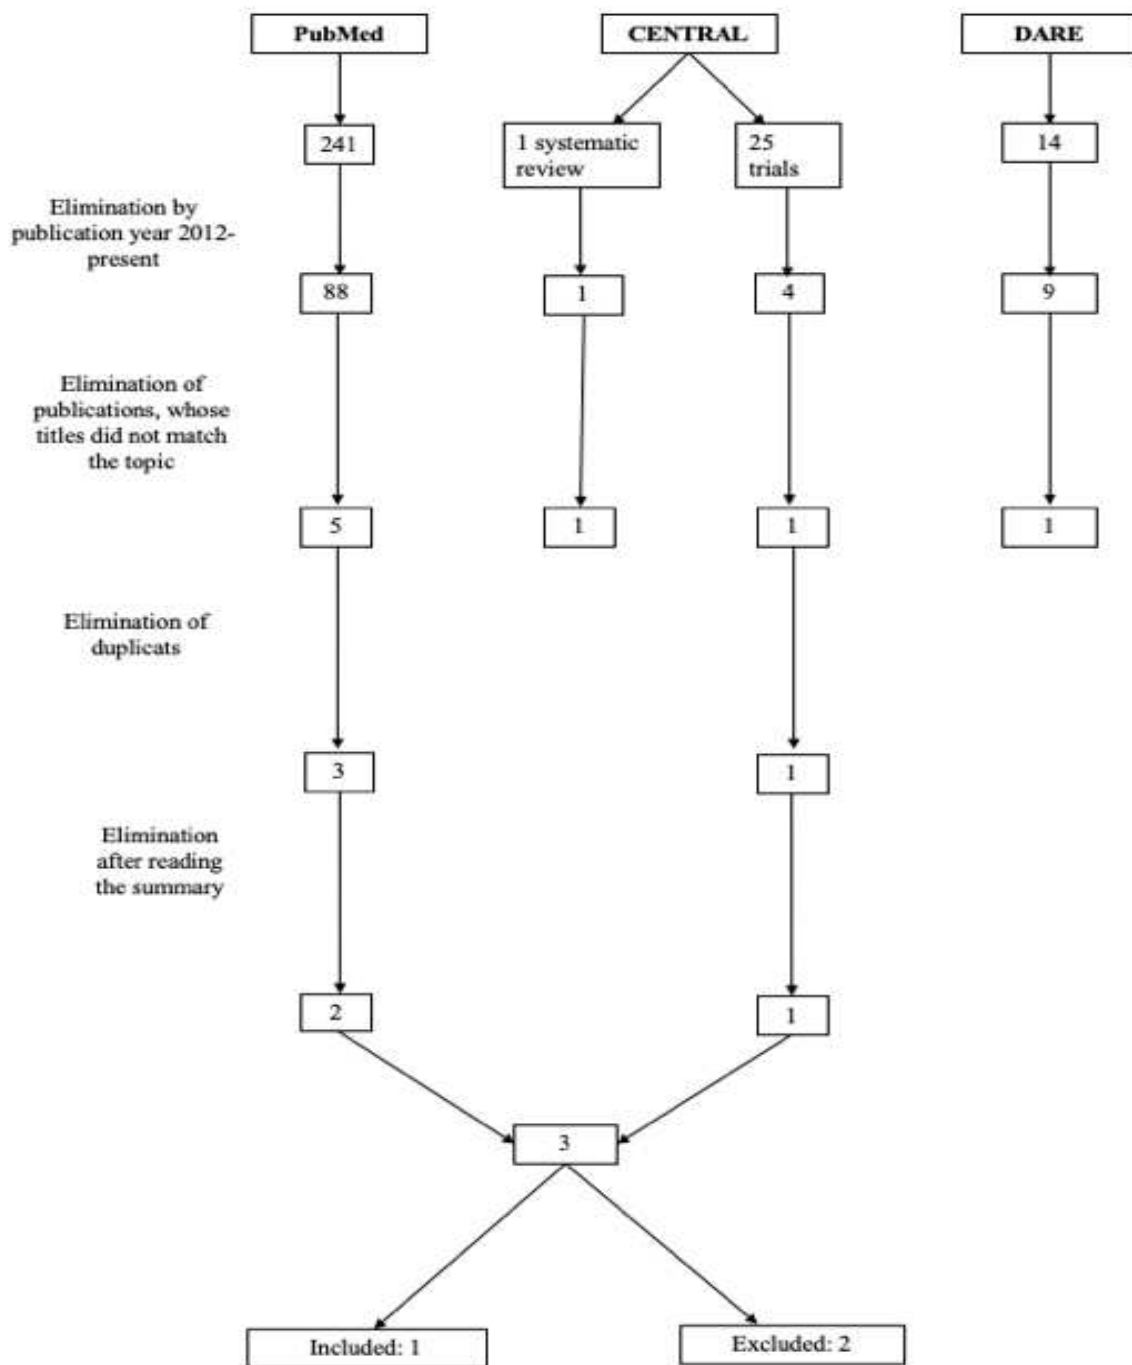 PubMed
CENTRAL
DARE
241
1 systematic
review
25
trials
14
Elimination by
publication year 2012-
present
88
1
4
9
Elimination of
publications, whose
titles did not match
the topic
5
1
1
1
Elimination of
duplicats
3
1
Elimination
after reading
the summary
2
1
3
Included: 1
Excluded: 2